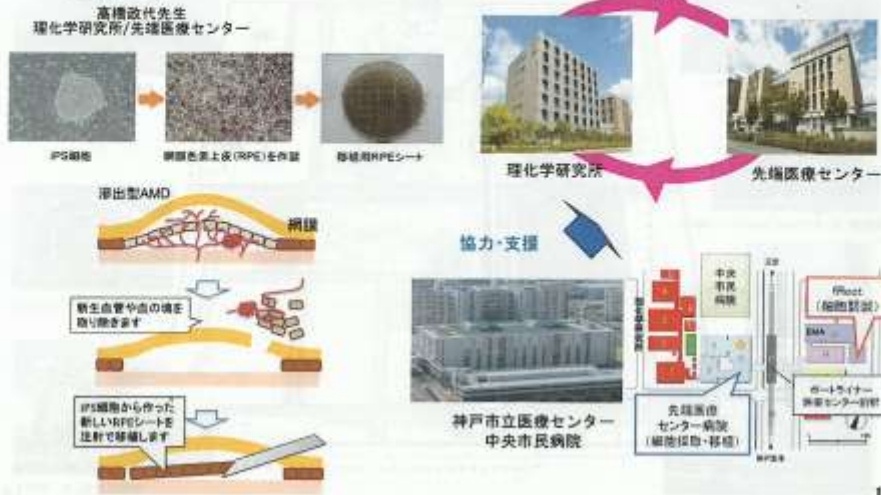 高橋政代先生
理化学研究所/先端医療センター
iPS細胞
網膜色素上皮(RPE)を作製
移植用RPEシート
理化学研究所
先端医療センター
滲出型AMD
網膜
新生血管や血の塊を
取り除きます
iPS細胞から作った
新しいRPEシートを
注射で移植します
協力・支援
神戸市立医療センター
中央市民病院
理化学研究所
中央
市民
病院
先端医療
センター病院
(細胞採取・移植)
(細胞培養)
ポートライナー